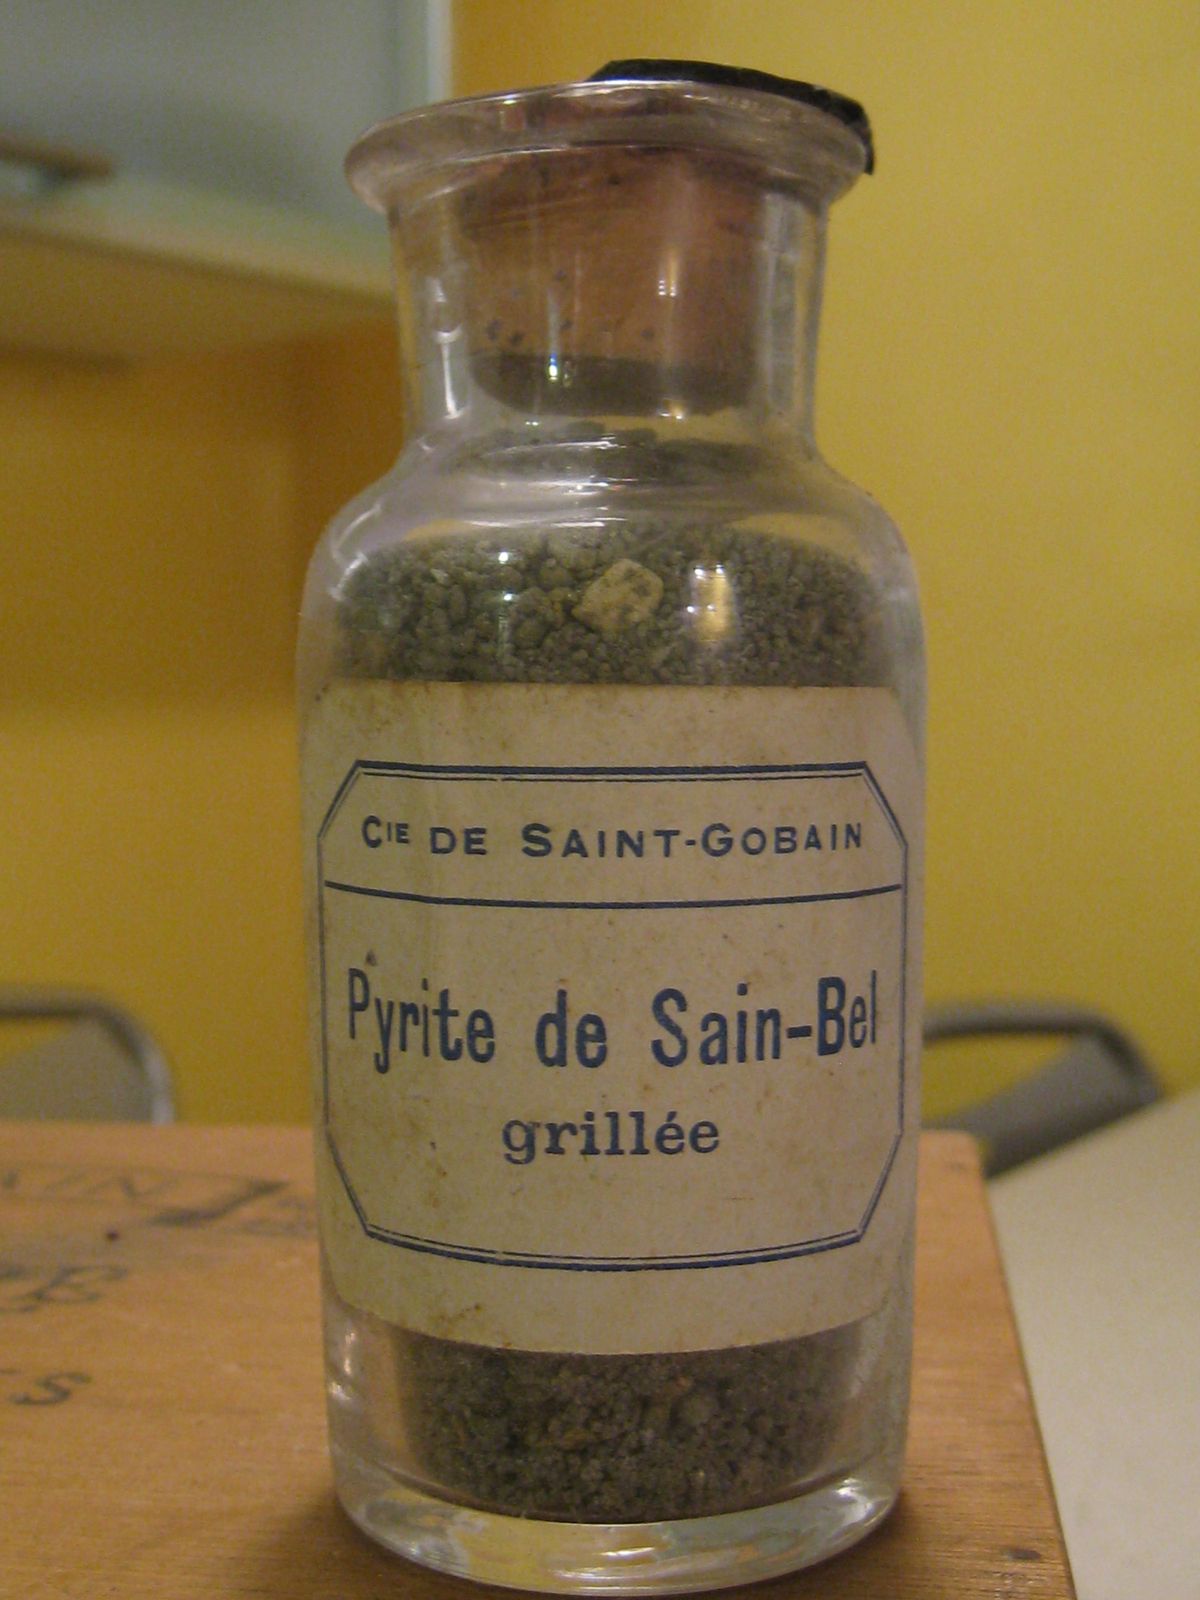 CIE DE SAINT-GOBAIN
Pyrite de Sain-Bel
grillée